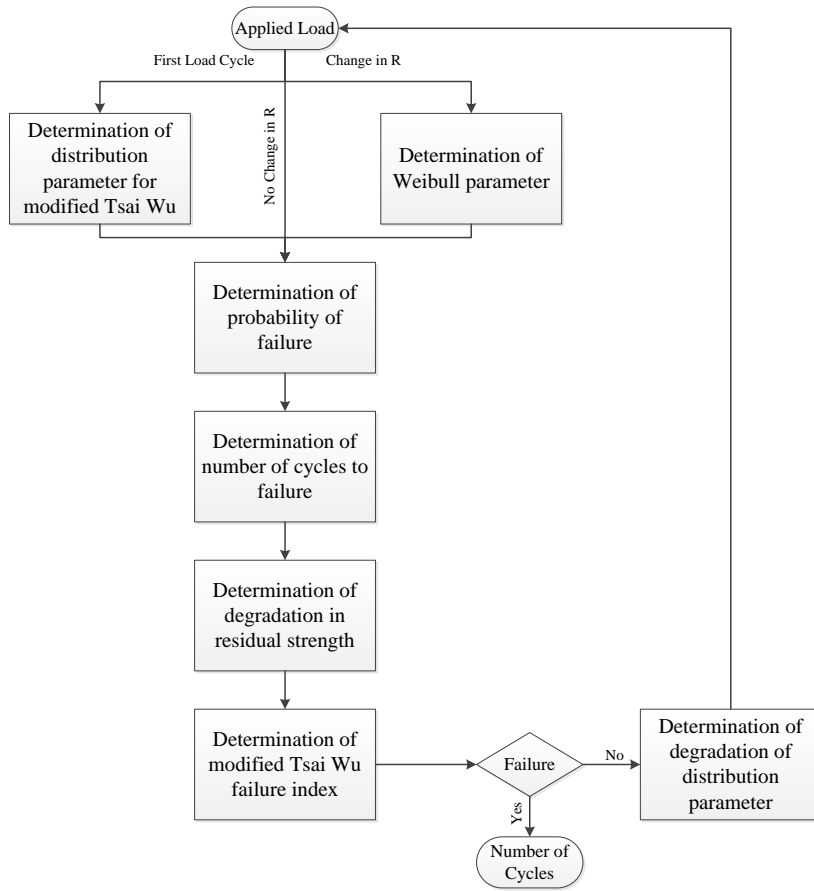 Applied Load
First Load Cycle
Change in R
No Change in R
Determination of
distribution
parameter for
modified Tsai Wu
Determination of
Weibull parameter
Determination of
probability of
failure
Determination of
number of cycles to
failure
Determination of
degradation in
residual strength
Determination of
modified Tsai Wu
failure index
Failure
No
Yes
Determination of
degradation of
distribution
parameter
Number of
Cycles